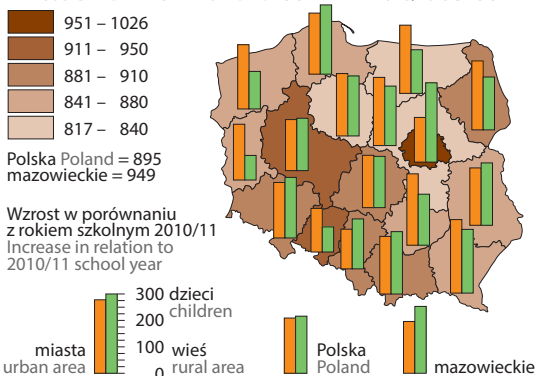 951 – 1026
911 – 950
881 – 910
841 – 880
817 – 840
Polska Poland = 895
mazowieckie = 949
Wzrost w porównaniu
z rokiem szkolnym 2010/11
Increase in relation to
2010/11 school year
300 dzieci
children
200
100
0
miasta
urban area
wieś
rural area
Polska
Poland
mazowieckie